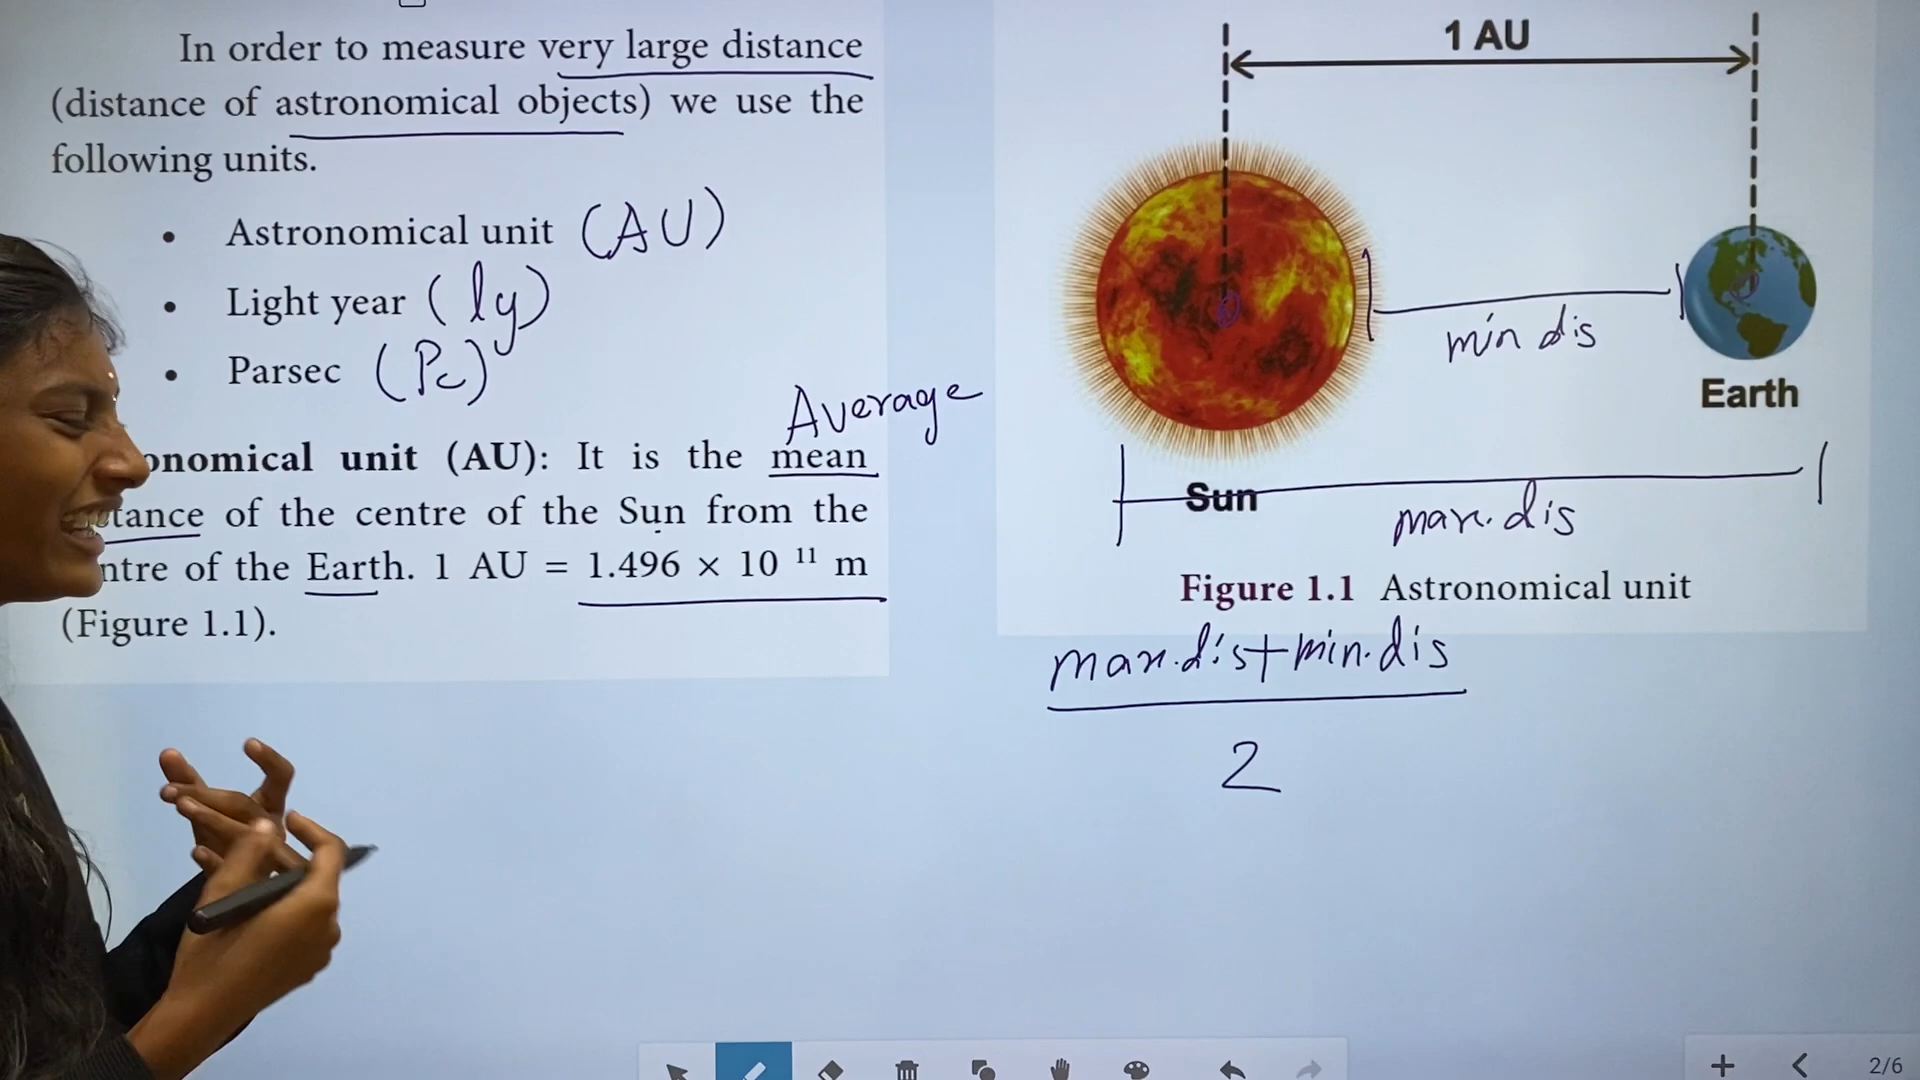 In order to measure very large distance
(distance of astronomical objects) we use the
following units.
• Astronomical unit (AU)
• Light year (ly)
• Parsec (Pc)
Average
onomical unit (AU): It is the mean
tance of the centre of the Sun from the
ntre of the Earth. 1 AU = 1.496 × 10 11 m
(Figure 1.1).
1 AU
min dis
Earth
Sun
max. dis
Figure 1.1 Astronomical unit
max. dis + min. dis
2
2/6